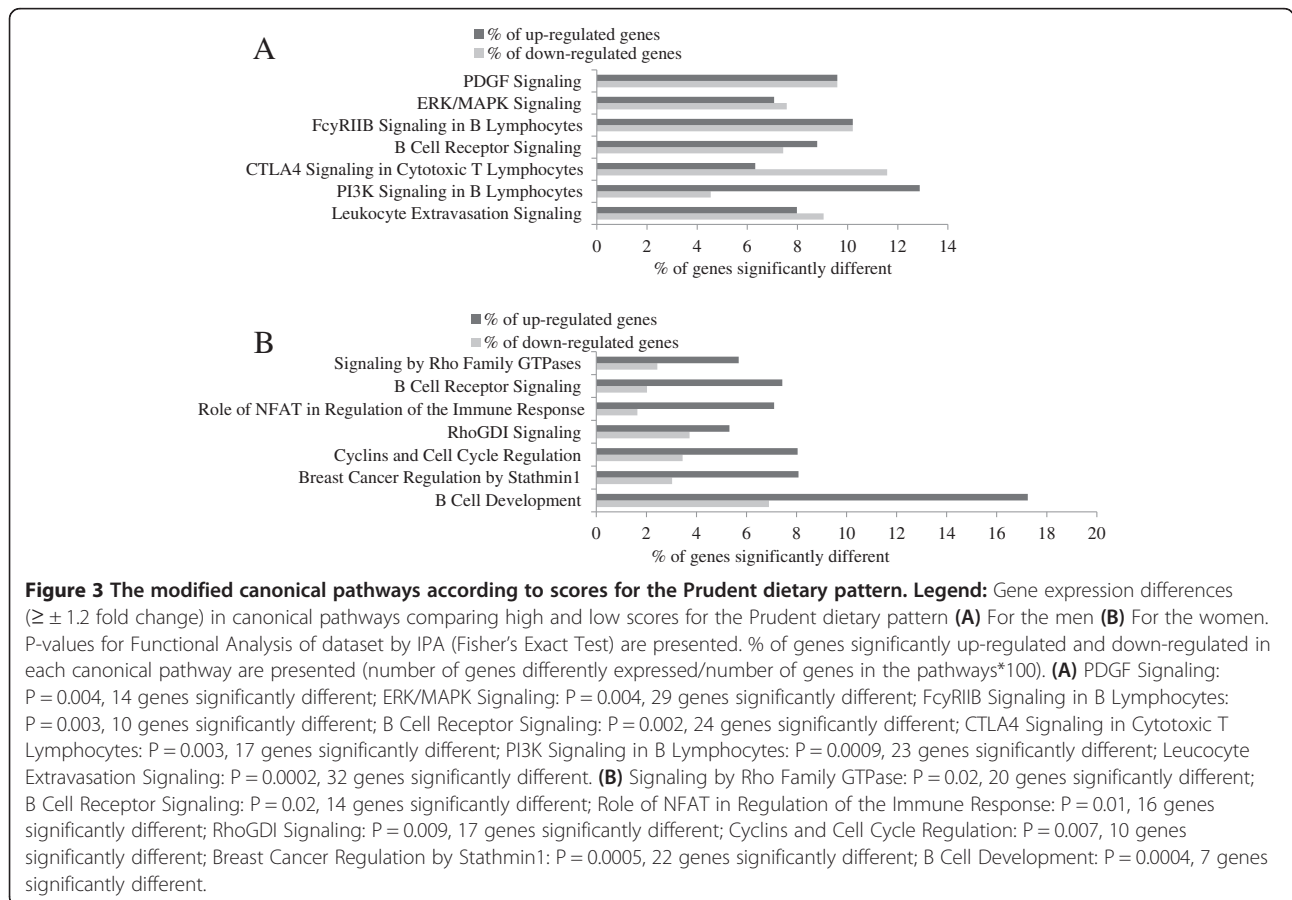 A
% of up-regulated genes
% of down-regulated genes
PDGF Signaling
ERK/MAPK Signaling
FcyRIIB Signaling in B Lymphocytes
B Cell Receptor Signaling
CTLA4 Signaling in Cytotoxic T Lymphocytes
PI3K Signaling in B Lymphocytes
Leukocyte Extravasation Signaling
0 2 4 6 8 10 12 14
% of genes significantly different
B
% of up-regulated genes
% of down-regulated genes
Signaling by Rho Family GTPases
B Cell Receptor Signaling
Role of NFAT in Regulation of the Immune Response
RhoGDI Signaling
Cyclins and Cell Cycle Regulation
Breast Cancer Regulation by Stathmin1
B Cell Development
0 2 4 6 8 10 12 14 16 18 20
% of genes significantly different
Figure 3 The modified canonical pathways according to scores for the Prudent dietary pattern. Legend: Gene expression differences
(≥ ± 1.2 fold change) in canonical pathways comparing high and low scores for the Prudent dietary pattern (A) For the men (B) For the women.
P-values for Functional Analysis of dataset by IPA (Fisher's Exact Test) are presented. % of genes significantly up-regulated and down-regulated in
each canonical pathway are presented (number of genes differently expressed/number of genes in the pathways*100). (A) PDGF Signaling:
P = 0.004, 14 genes significantly different; ERK/MAPK Signaling: P = 0.004, 29 genes significantly different; FcyRIIB Signaling in B Lymphocytes:
P = 0.003, 10 genes significantly different; B Cell Receptor Signaling: P = 0.002, 24 genes significantly different; CTLA4 Signaling in Cytotoxic T
Lymphocytes: P = 0.003, 17 genes significantly different; PI3K Signaling in B Lymphocytes: P = 0.0009, 23 genes significantly different; Leucocyte
Extravasation Signaling: P = 0.0002, 32 genes significantly different. (B) Signaling by Rho Family GTPase: P = 0.02, 20 genes significantly different;
B Cell Receptor Signaling: P = 0.02, 14 genes significantly different; Role of NFAT in Regulation of the Immune Response: P = 0.01, 16 genes
significantly different; RhoGDI Signaling: P = 0.009, 17 genes significantly different; Cyclins and Cell Cycle Regulation: P = 0.007, 10 genes
significantly different; Breast Cancer Regulation by Stathmin1: P = 0.0005, 22 genes significantly different; B Cell Development: P = 0.0004, 7 genes
significantly different.